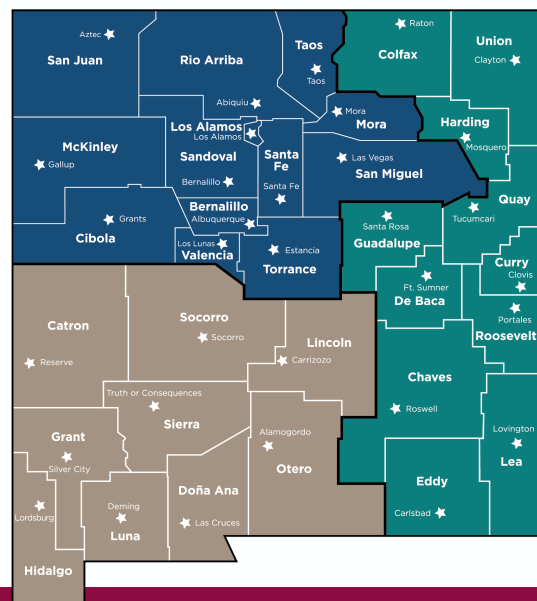 Aztec
San Juan
Rio Arriba
Abiquiu
Taos
Taos
Raton
Colfax
Union
Clayton
McKinley
Gallup
Los Alamos
Los Alamos
Sandoval
Bernalillo
Santa
Fe
Santa Fe
Mora
Mora
Las Vegas
San Miguel
Harding
Mosquero
Quay
Tucumcari
Grants
Cibola
Bernalillo
Albuquerque
Los Lunas
Valencia
Estancia
Torrance
Santa Rosa
Guadalupe
Ft. Sumner
De Baca
Curry
Clovis
Portales
Roosevelt
Catron
Reserve
Socorro
Socorro
Lincoln
Carrizozo
Chaves
Roswell
Lovington
Lea
Truth or Consequences
Sierra
Grant
Silver City
Alamogordo
Otero
Doña Ana
Las Cruces
Deming
Luna
Lordsburg
Hidalgo
Eddy
Carlsbad